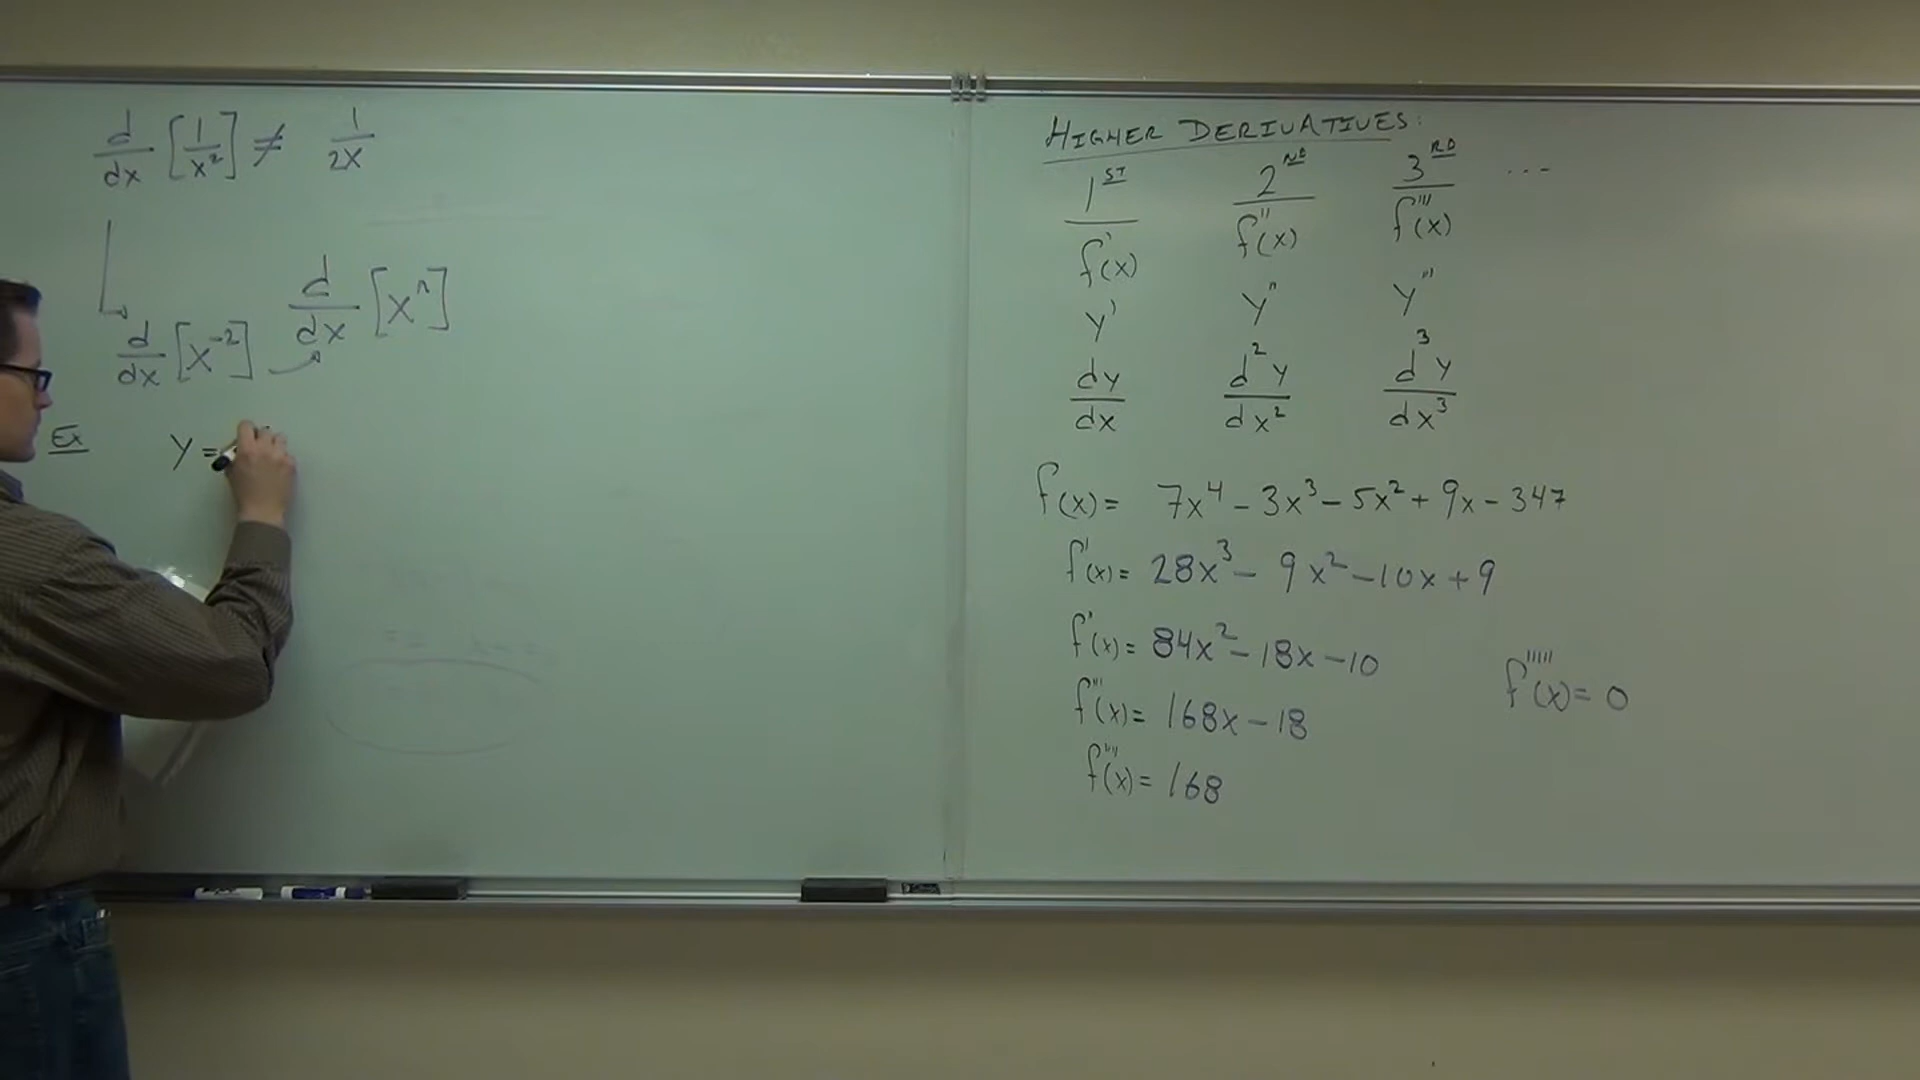 d/dx [1/x²] ≠ 1/2x
d/dx [x⁻²] d/dx [xⁿ]
Ex y =
HIGHER DERIVATIVES:
1ST 2ND 3RD ...
f'(x) f''(x) f'''(x)
y' y'' y'''
dy/dx d²y/dx² d³y/dx³
f(x) = 7x⁴ - 3x³ - 5x² + 9x - 347
f'(x) = 28x³ - 9x² - 10x + 9
f''(x) = 84x² - 18x - 10
f'''(x) = 168x - 18
f''''(x) = 168
f'''''(x) = 0